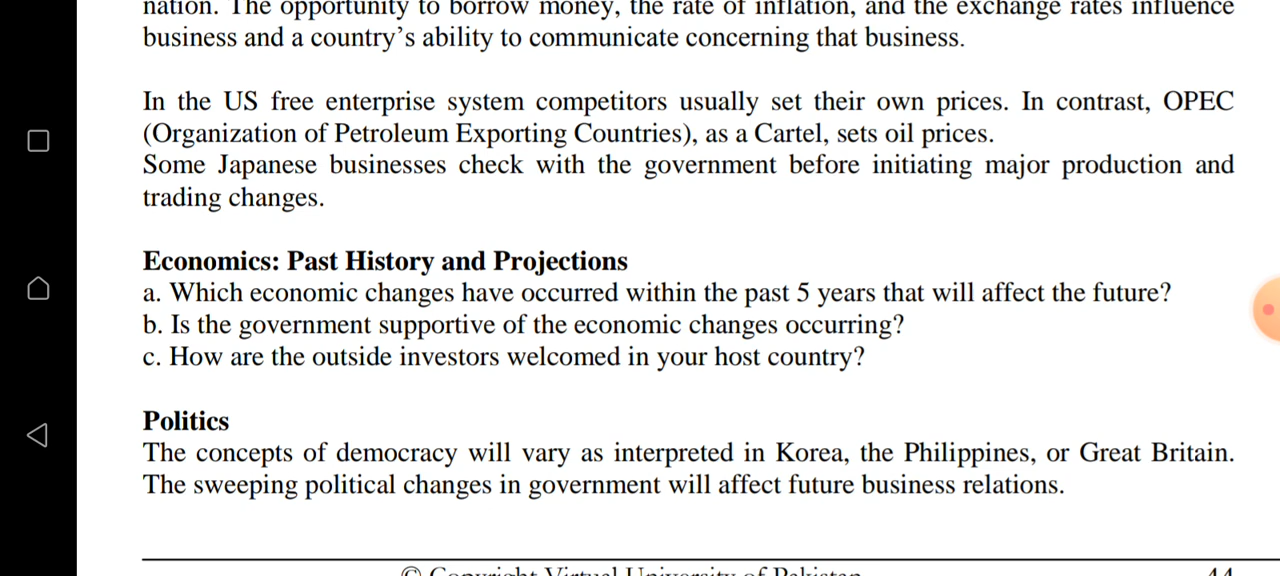 nation. The opportunity to borrow money, the rate of inflation, and the exchange rates influence
business and a country’s ability to communicate concerning that business.
In the US free enterprise system competitors usually set their own prices. In contrast, OPEC
(Organization of Petroleum Exporting Countries), as a Cartel, sets oil prices.
Some Japanese businesses check with the government before initiating major production and
trading changes.
Economics: Past History and Projections
a. Which economic changes have occurred within the past 5 years that will affect the future?
b. Is the government supportive of the economic changes occurring?
c. How are the outside investors welcomed in your host country?
Politics
The concepts of democracy will vary as interpreted in Korea, the Philippines, or Great Britain.
The sweeping political changes in government will affect future business relations.
© Copyright Virtual University of Pakistan